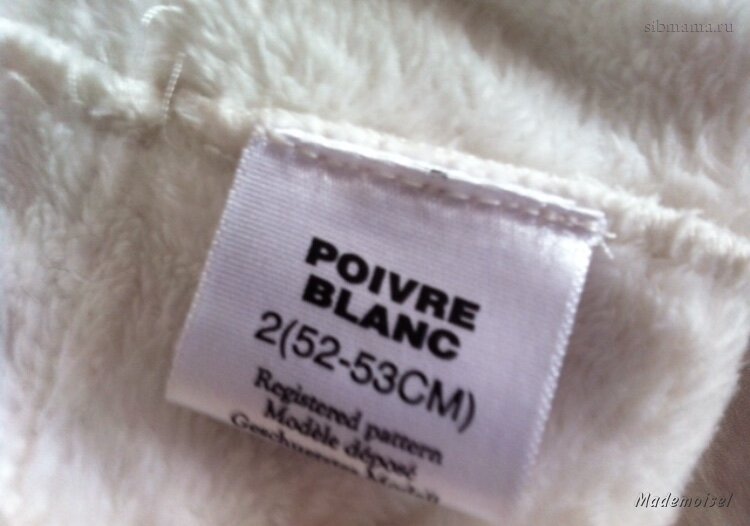 sibmama.ru
POIVRE
BLANC
2(52-53CM)
Registered pattern
Modèle déposé
Mademoisel